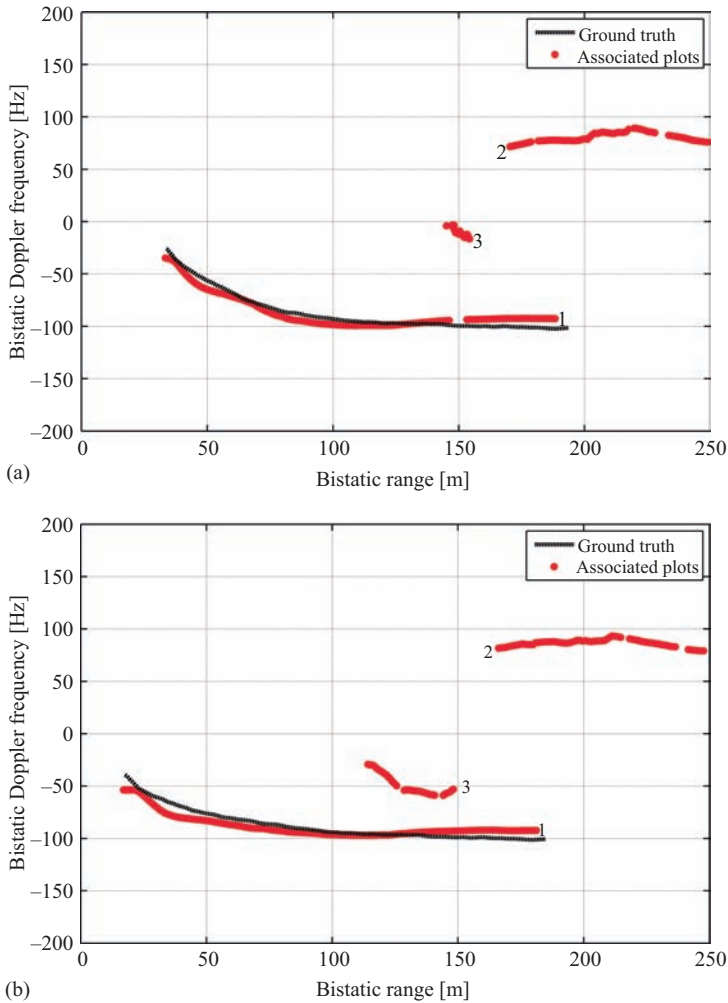 200
Ground truth
150
Associated plots
100
2
50
0
3
−50
1
−100
−150
−200
0 50 100 150 200 250
Bistatic Doppler frequency [Hz]
(a)
Bistatic range [m]
200
Ground truth
150
Associated plots
100
2
50
0
3
−50
1
−100
−150
−200
0 50 100 150 200 250
Bistatic Doppler frequency [Hz]
(b)
Bistatic range [m]